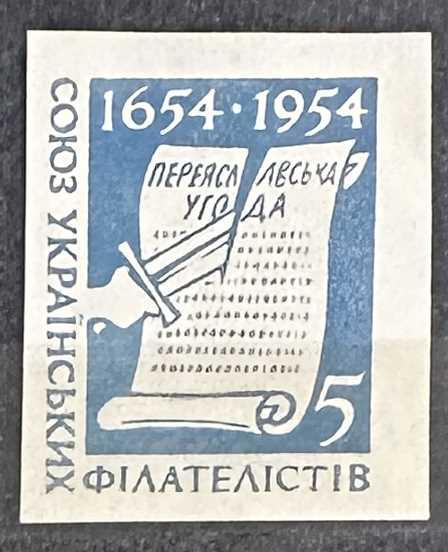 1654·1954
ПЕРЕЯСЛАВСЬКА
УГОДА
5
СОЮЗ УКРАЇНСЬКИХ
ФІЛАТЕЛІСТІВ